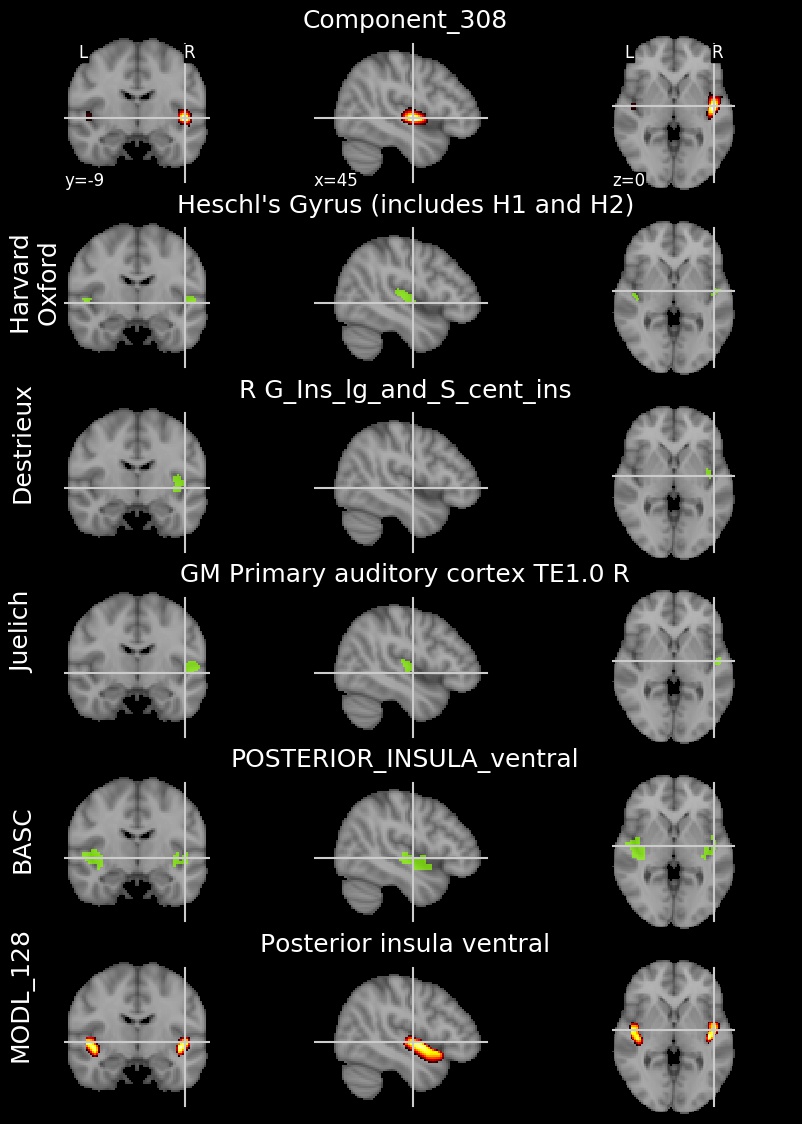 Component_308
L
R
L
R
y=-9
x=45
z=0
Heschl's Gyrus (includes H1 and H2)
Harvard
Oxford
R G_Ins_lg_and_S_cent_ins
Destrieux
GM Primary auditory cortex TE1.0 R
Juelich
POSTERIOR_INSULA_ventral
BASC
Posterior insula ventral
MODL_128